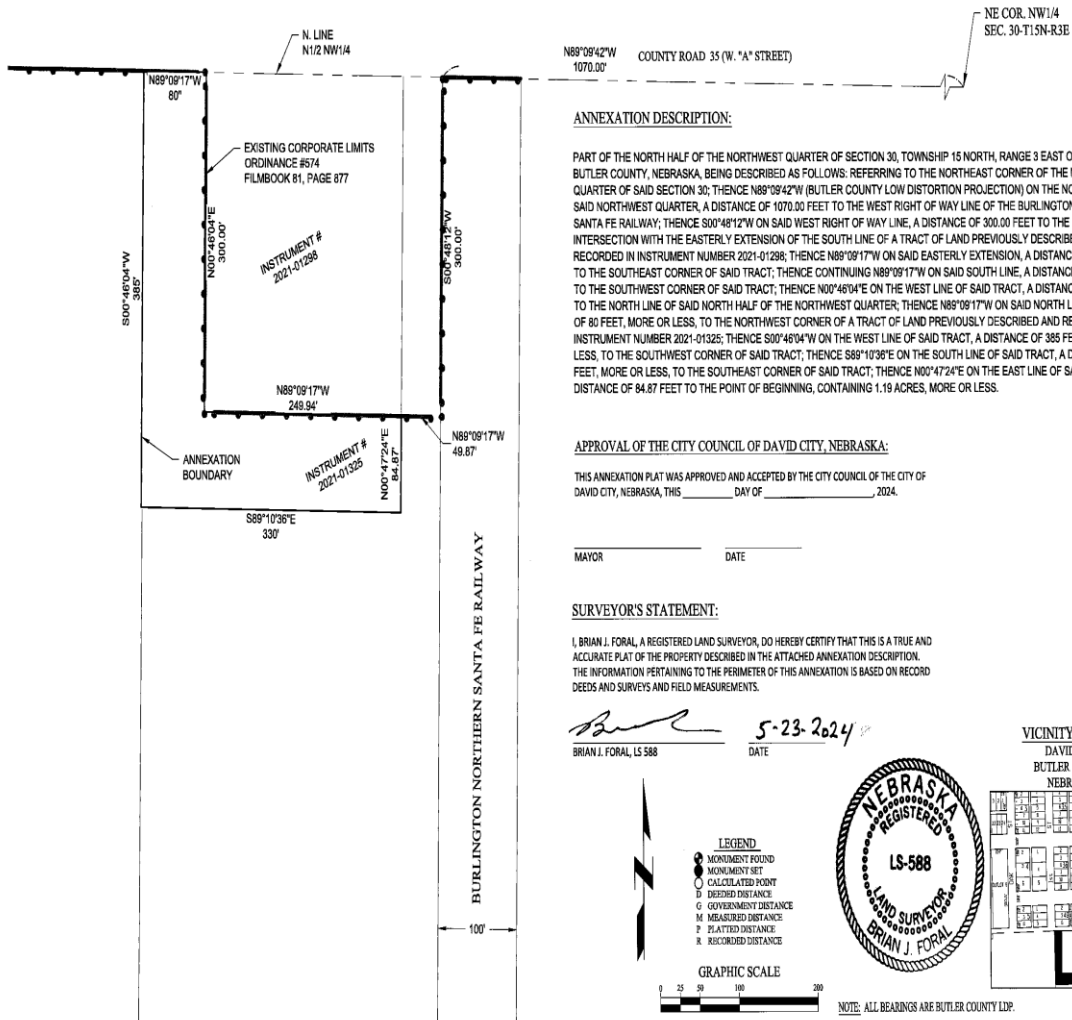 NE COR. NW1/4
SEC. 30-T15N-R3E
N. LINE
N1/2 NW1/4
N89°09'42"W
1070.00'
COUNTY ROAD 35 (W. "A" STREET)
N89°09'17"W
80"
EXISTING CORPORATE LIMITS
ORDINANCE #574
FILMBOOK 81, PAGE 877
S00°46'04"W
385'
N00°46'04"E
300.00'
INSTRUMENT #
2021-01298
S00°48'12"W
300.00'
N89°09'17"W
249.94'
N89°09'17"W
49.87'
ANNEXATION
BOUNDARY
INSTRUMENT #
2021-01325
N00°47'24"E
84.87'
S89°10'36"E
330'
BURLINGTON NORTHERN SANTA FE RAILWAY
100'
ANNEXATION DESCRIPTION:
PART OF THE NORTH HALF OF THE NORTHWEST QUARTER OF SECTION 30, TOWNSHIP 15 NORTH, RANGE 3 EAST O
BUTLER COUNTY, NEBRASKA, BEING DESCRIBED AS FOLLOWS: REFERRING TO THE NORTHEAST CORNER OF THE
QUARTER OF SAID SECTION 30; THENCE N89°09'42"W (BUTLER COUNTY LOW DISTORTION PROJECTION) ON THE NO
SAID NORTHWEST QUARTER, A DISTANCE OF 1070.00 FEET TO THE WEST RIGHT OF WAY LINE OF THE BURLINGTON
SANTA FE RAILWAY; THENCE S00°48'12"W ON SAID WEST RIGHT OF WAY LINE, A DISTANCE OF 300.00 FEET TO THE
INTERSECTION WITH THE EASTERLY EXTENSION OF THE SOUTH LINE OF A TRACT OF LAND PREVIOUSLY DESCRIBE
RECORDED IN INSTRUMENT NUMBER 2021-01298; THENCE N89°09'17"W ON SAID EASTERLY EXTENSION, A DISTANC
TO THE SOUTHEAST CORNER OF SAID TRACT; THENCE CONTINUING N89°09'17"W ON SAID SOUTH LINE, A DISTANC
TO THE SOUTHWEST CORNER OF SAID TRACT; THENCE N00°46'04"E ON THE WEST LINE OF SAID TRACT, A DISTANC
TO THE NORTH LINE OF SAID NORTH HALF OF THE NORTHWEST QUARTER; THENCE N89°09'17"W ON SAID NORTH L
OF 80 FEET, MORE OR LESS, TO THE NORTHWEST CORNER OF A TRACT OF LAND PREVIOUSLY DESCRIBED AND RE
INSTRUMENT NUMBER 2021-01325; THENCE S00°46'04"W ON THE WEST LINE OF SAID TRACT, A DISTANCE OF 385 FE
LESS, TO THE SOUTHWEST CORNER OF SAID TRACT; THENCE S89°10'36"E ON THE SOUTH LINE OF SAID TRACT, A D
FEET, MORE OR LESS, TO THE SOUTHEAST CORNER OF SAID TRACT; THENCE N00°47'24"E ON THE EAST LINE OF SA
DISTANCE OF 84.87 FEET TO THE POINT OF BEGINNING, CONTAINING 1.19 ACRES, MORE OR LESS.
APPROVAL OF THE CITY COUNCIL OF DAVID CITY, NEBRASKA:
THIS ANNEXATION PLAT WAS APPROVED AND ACCEPTED BY THE CITY COUNCIL OF THE CITY OF
DAVID CITY, NEBRASKA, THIS ________ DAY OF ________________, 2024.
MAYOR DATE
SURVEYOR'S STATEMENT:
I, BRIAN J. FORAL, A REGISTERED LAND SURVEYOR, DO HEREBY CERTIFY THAT THIS IS A TRUE AND
ACCURATE PLAT OF THE PROPERTY DESCRIBED IN THE ATTACHED ANNEXATION DESCRIPTION.
THE INFORMATION PERTAINING TO THE PERIMETER OF THIS ANNEXATION IS BASED ON RECORD
DEEDS AND SURVEYS AND FIELD MEASUREMENTS.
5-23-2024
BRIAN J. FORAL, LS 588 DATE
LEGEND
MONUMENT FOUND
MONUMENT SET
CALCULATED POINT
D DEEDED DISTANCE
G GOVERNMENT DISTANCE
M MEASURED DISTANCE
P PLATTED DISTANCE
R RECORDED DISTANCE
GRAPHIC SCALE
0 25 50 100 200
NEBRASKA
REGISTERED
LS-588
LAND SURVEYOR
BRIAN J. FORAL
VICINITY
DAVID
BUTLER
NEBR
NOTE: ALL BEARINGS ARE BUTLER COUNTY LDP.